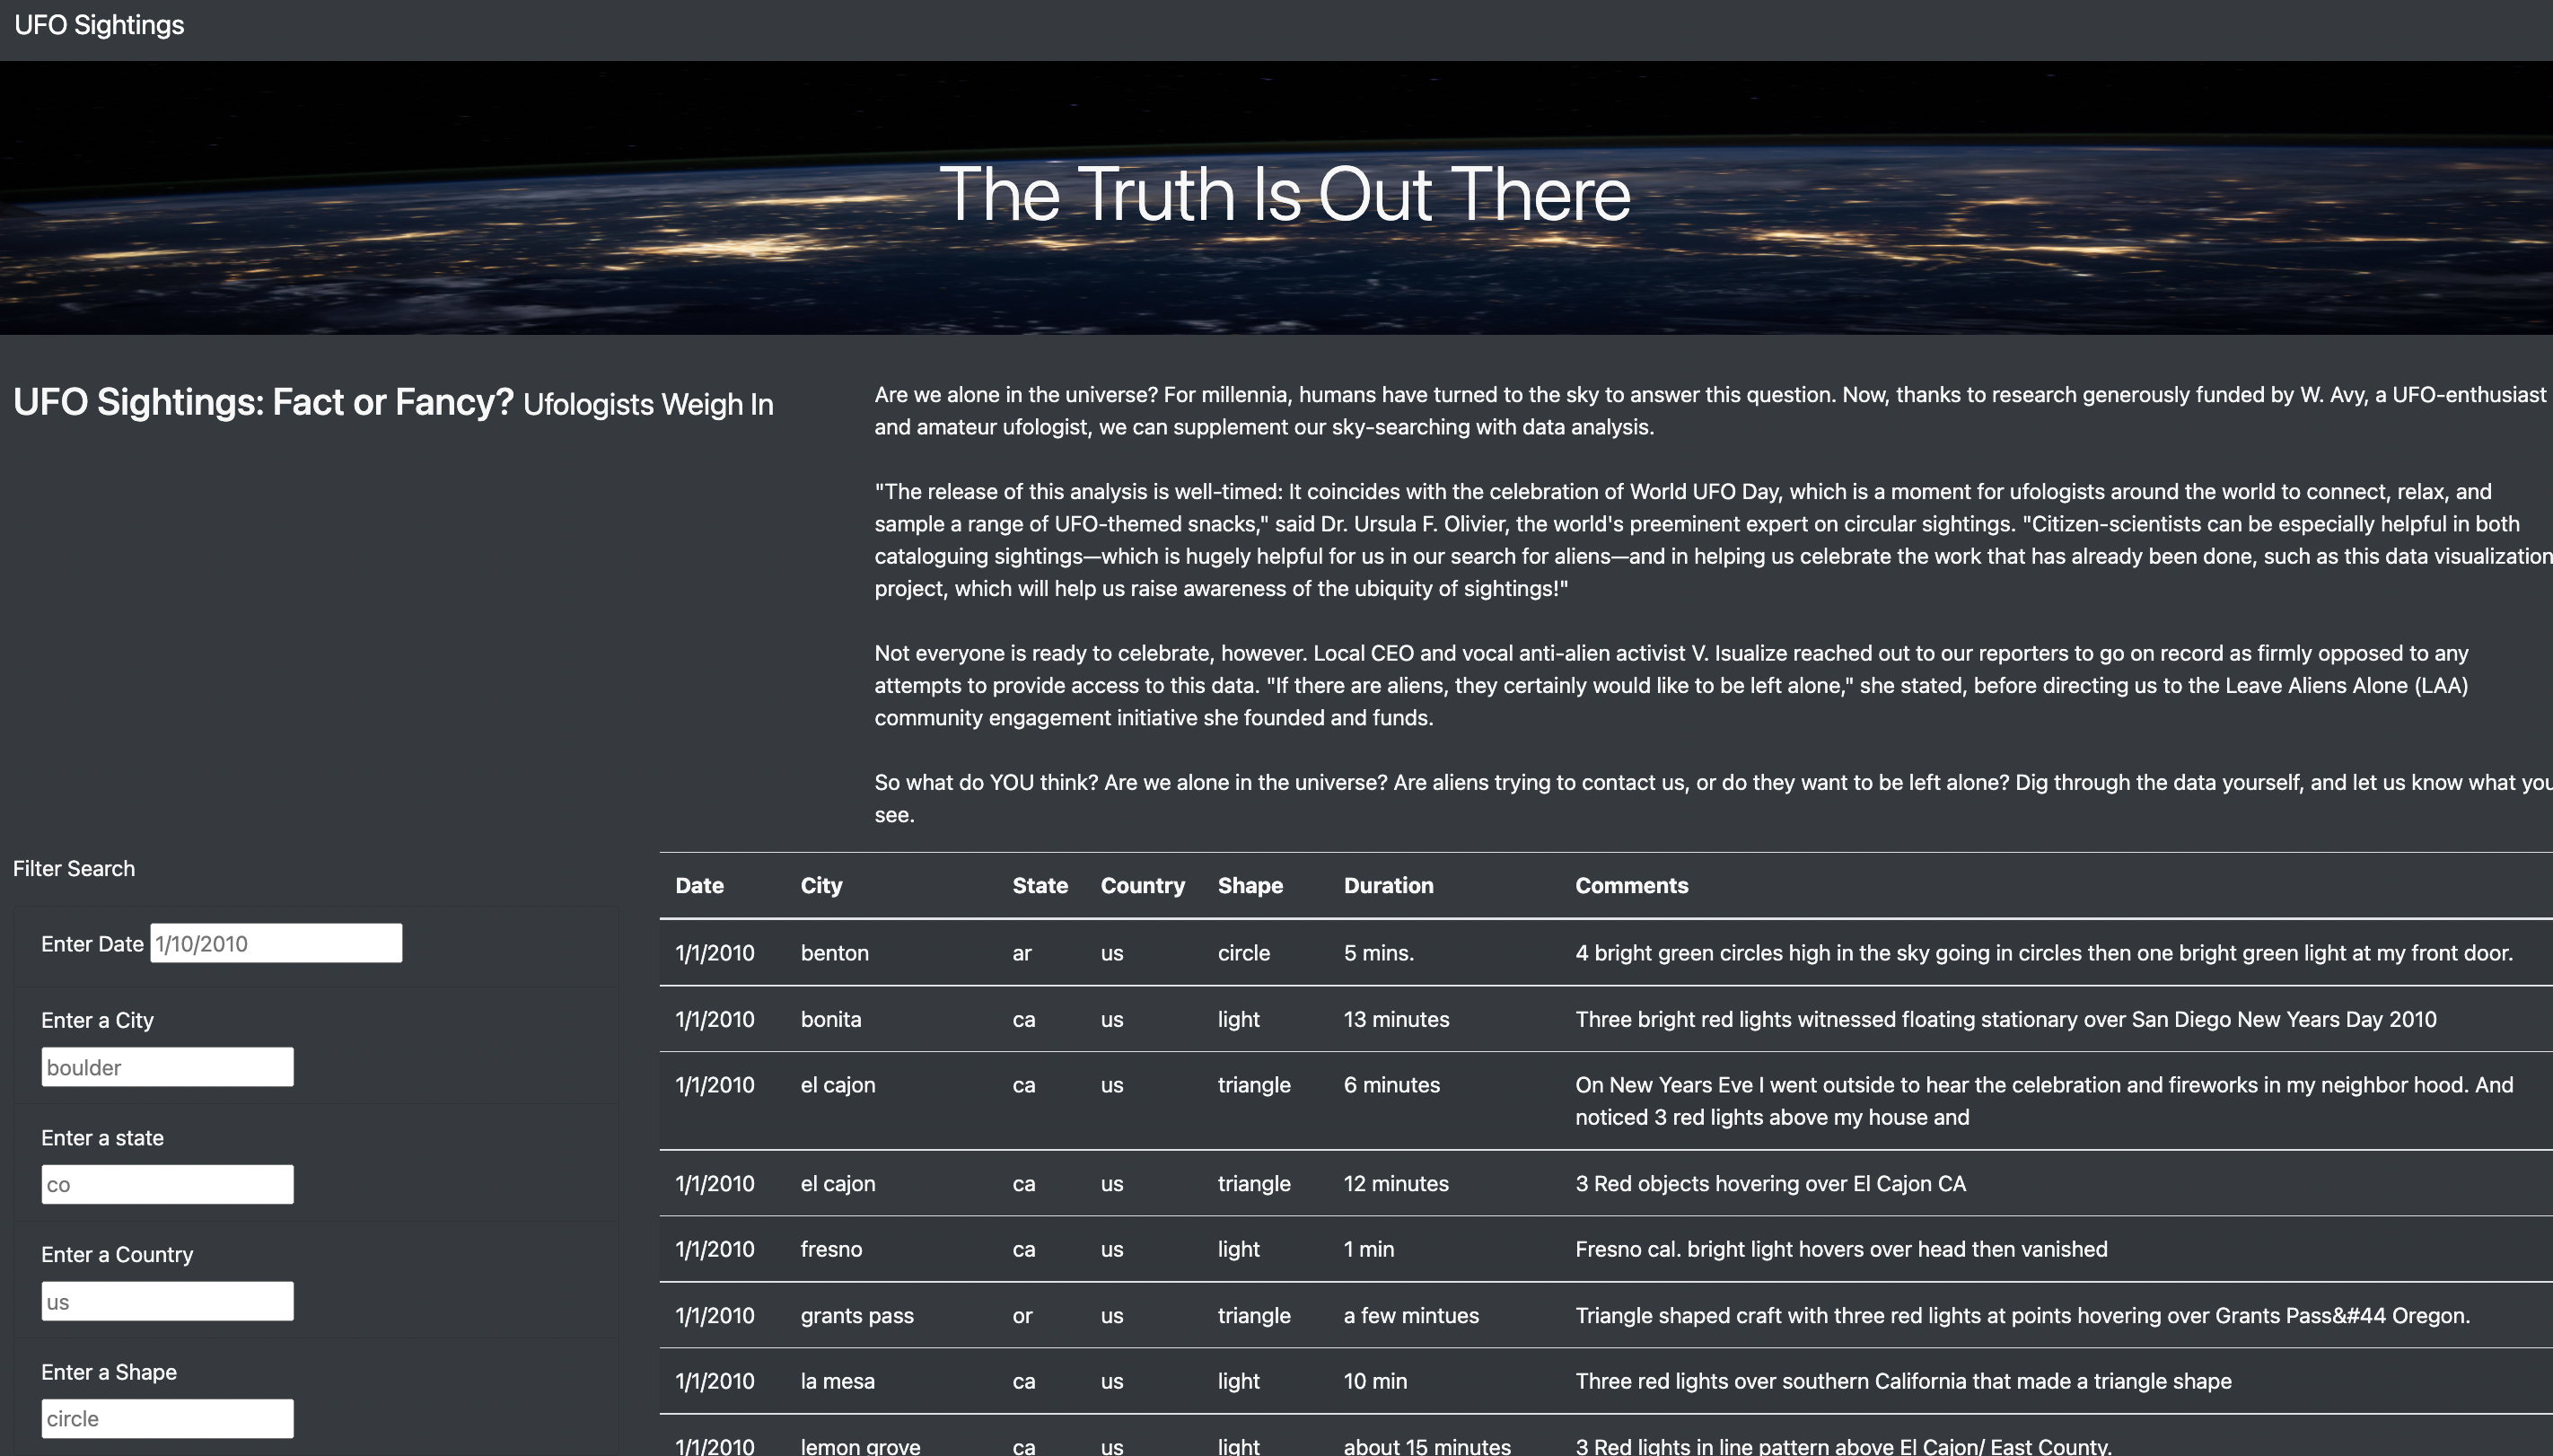 UFO Sightings
The Truth Is Out There
UFO Sightings: Fact or Fancy? Ufologists Weigh In
Are we alone in the universe? For millennia, humans have turned to the sky to answer this question. Now, thanks to research generously funded by W. Avy, a UFO-enthusiast
and amateur ufologist, we can supplement our sky-searching with data analysis.
"The release of this analysis is well-timed: It coincides with the celebration of World UFO Day, which is a moment for ufologists around the world to connect, relax, and
sample a range of UFO-themed snacks," said Dr. Ursula F. Olivier, the world's preeminent expert on circular sightings. "Citizen-scientists can be especially helpful in both
cataloguing sightings—which is hugely helpful for us in our search for aliens—and in helping us celebrate the work that has already been done, such as this data visualization
project, which will help us raise awareness of the ubiquity of sightings!"
Not everyone is ready to celebrate, however. Local CEO and vocal anti-alien activist V. Isualize reached out to our reporters to go on record as firmly opposed to any
attempts to provide access to this data. "If there are aliens, they certainly would like to be left alone," she stated, before directing us to the Leave Aliens Alone (LAA)
community engagement initiative she founded and funds.
So what do YOU think? Are we alone in the universe? Are aliens trying to contact us, or do they want to be left alone? Dig through the data yourself, and let us know what you
see.
Filter Search
Enter Date 1/10/2010
Enter a City
boulder
Enter a state
co
Enter a Country
us
Enter a Shape
circle
Date City State Country Shape Duration Comments
1/1/2010 benton ar us circle 5 mins. 4 bright green circles high in the sky going in circles then one bright green light at my front door.
1/1/2010 bonita ca us light 13 minutes Three bright red lights witnessed floating stationary over San Diego New Years Day 2010
1/1/2010 el cajon ca us triangle 6 minutes On New Years Eve I went outside to hear the celebration and fireworks in my neighbor hood. And
noticed 3 red lights above my house and
1/1/2010 el cajon ca us triangle 12 minutes 3 Red objects hovering over El Cajon CA
1/1/2010 fresno ca us light 1 min Fresno cal. bright light hovers over head then vanished
1/1/2010 grants pass or us triangle a few mintues Triangle shaped craft with three red lights at points hovering over Grants Pass&#44 Oregon.
1/1/2010 la mesa ca us light 10 min Three red lights over southern California that made a triangle shape
1/1/2010 lemon grove ca us light about 15 minutes 3 Red lights in line pattern above El Cajon/ East County.